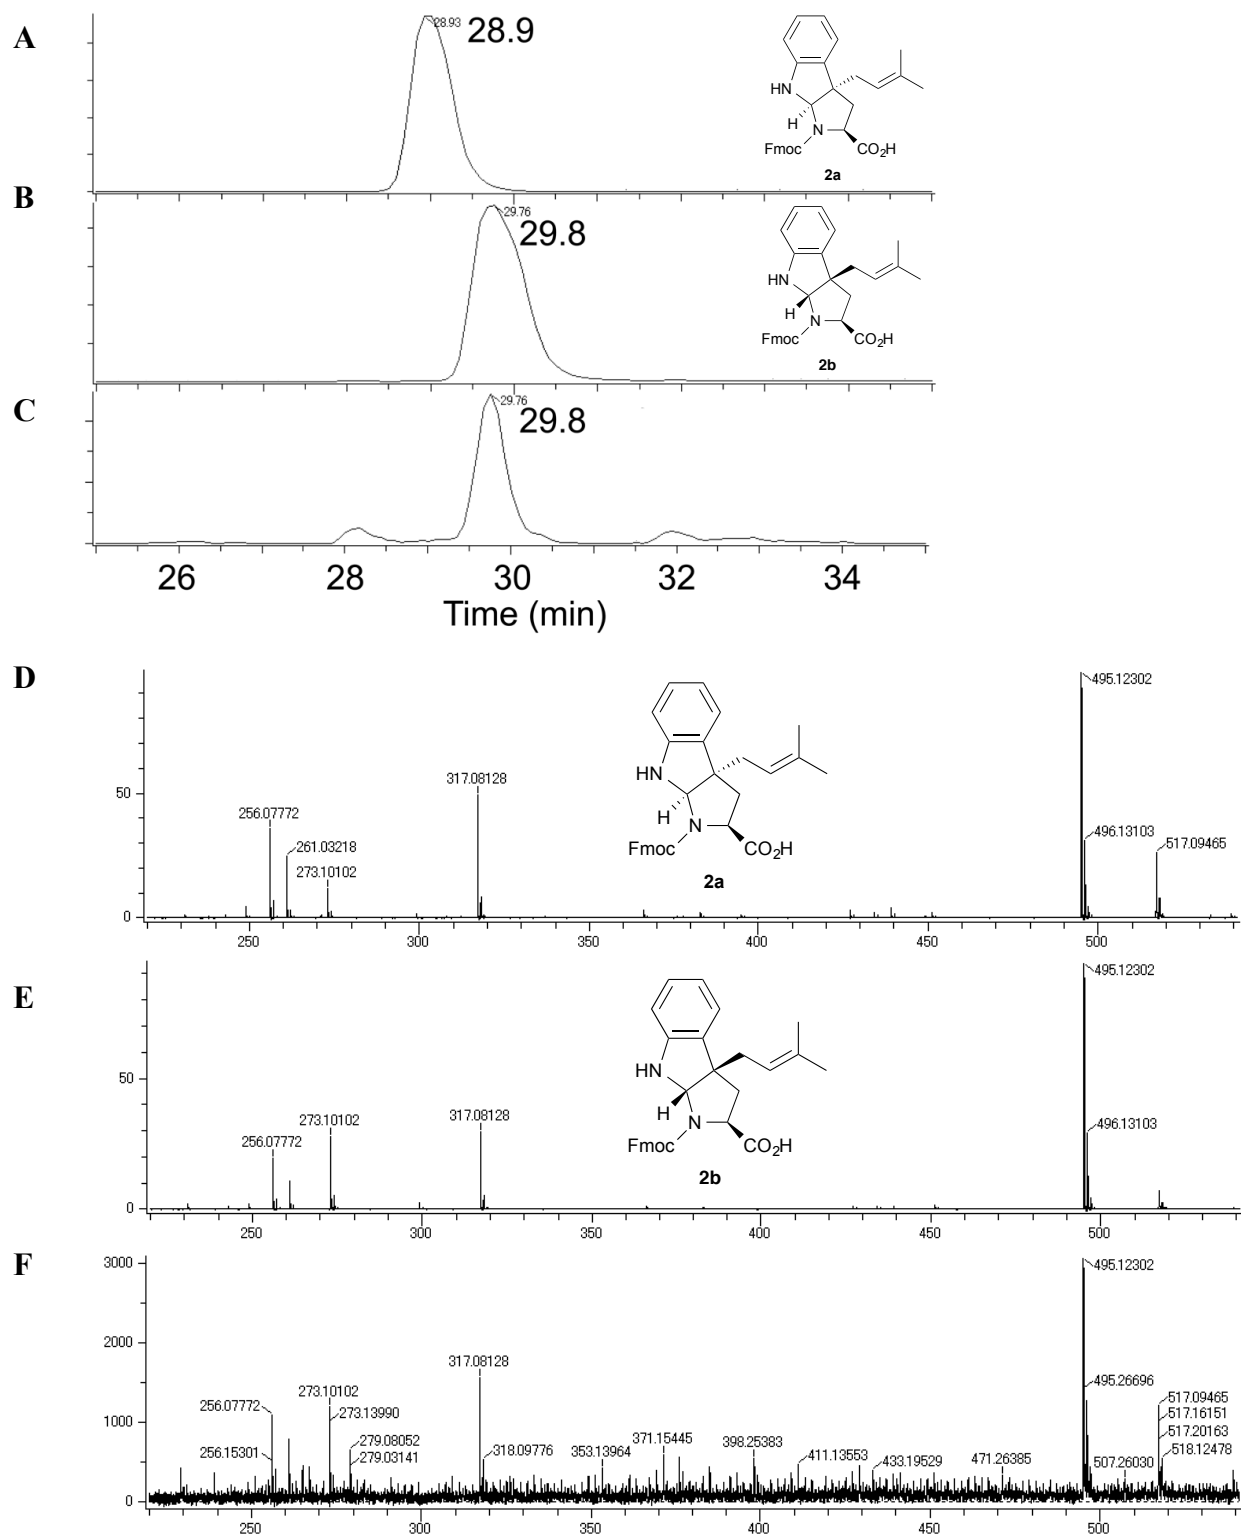 A
28.93
28.9
HN
H
N
Fmoc
CO2H
2a
B
29.76
29.8
HN
H
N
Fmoc
CO2H
2b
C
29.76
29.8
26 28 30 32 34
Time (min)
D
495.12302
317.08128
50
256.07772
261.03218
273.10102
496.13103
517.09465
HN
H
N
Fmoc
CO2H
2a
0
250 300 350 400 450 500
E
495.12302
50
273.10102
317.08128
256.07772
496.13103
HN
H
N
Fmoc
CO2H
2b
0
250 300 350 400 450 500
F
3000
495.12302
2000
317.08128
495.26696
273.10102
256.07772
273.13990
517.09465
1000
517.16151
279.08052
371.15445
398.25383
517.20163
256.15301
279.03141
318.09776
353.13964
411.13553
433.19529
471.26385
507.26030
518.12478
0
250 300 350 400 450 500